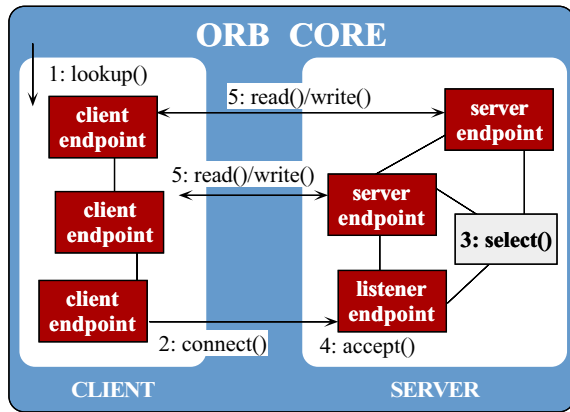 ORB CORE
1: lookup()
client
endpoint
5: read()/write()
server
endpoint
5: read()/write()
client
endpoint
server
endpoint
3: select()
client
endpoint
listener
endpoint
2: connect()
4: accept()
CLIENT
SERVER